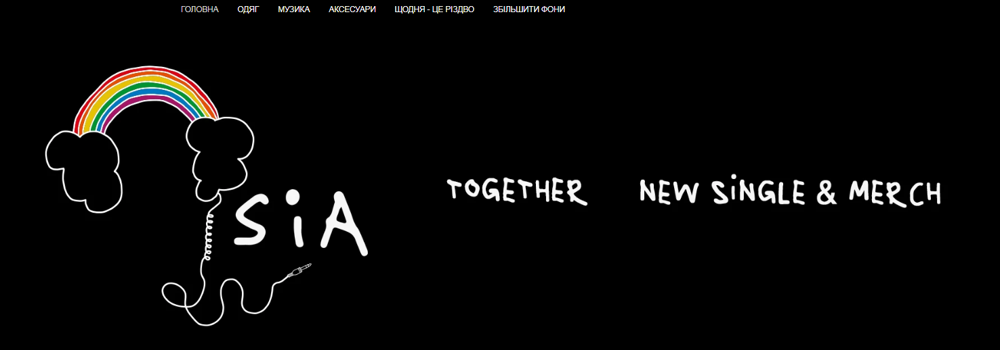 ГОЛОВНА ОДЯГ МУЗИКА АКСЕСУАРИ ЩОДНЯ - ЦЕ РІЗДВО ЗБІЛЬШИТИ ФОНИ
TOGETHER NEW SiNGLE & MERCH
SiA